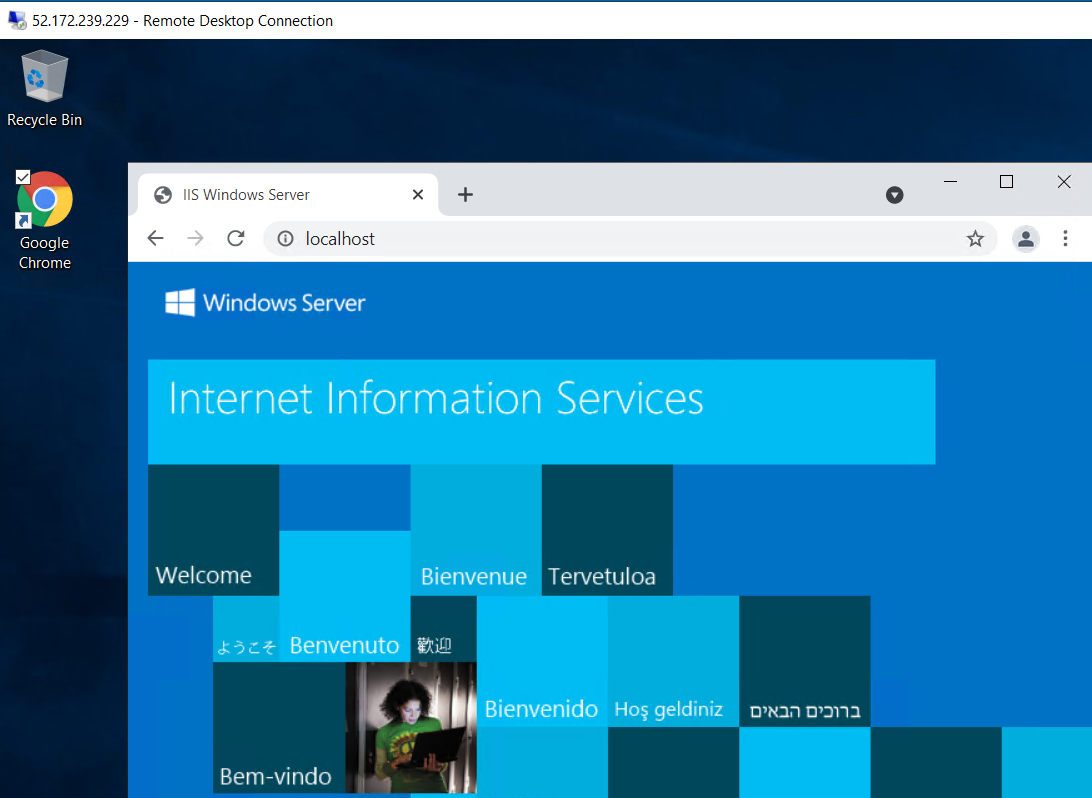 52.172.239.229 - Remote Desktop Connection
Recycle Bin
Google
Chrome
IIS Windows Server
localhost
Windows Server
Internet Information Services
Welcome
Bienvenue
Tervetuloa
ようこそ
Benvenuto
歡迎
Bienvenido
Hoş geldiniz
ברוכים הבאים
Bem-vindo